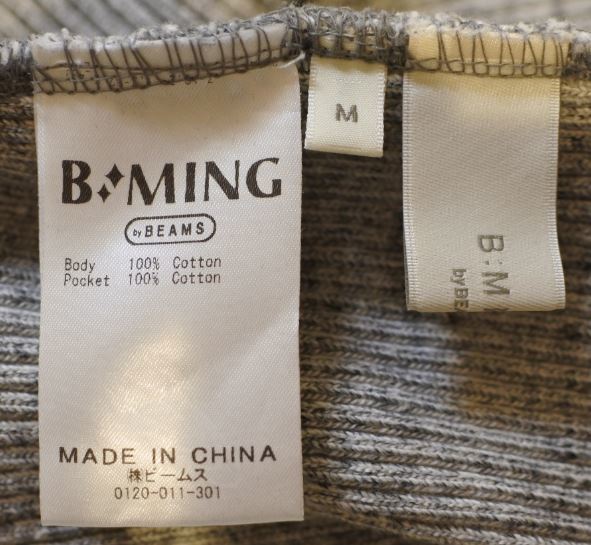 B:MING
by BEAMS
Body 100% Cotton
Pocket 100% Cotton
MADE IN CHINA
㈱ビームス
0120-011-301
M
B:M
by BE